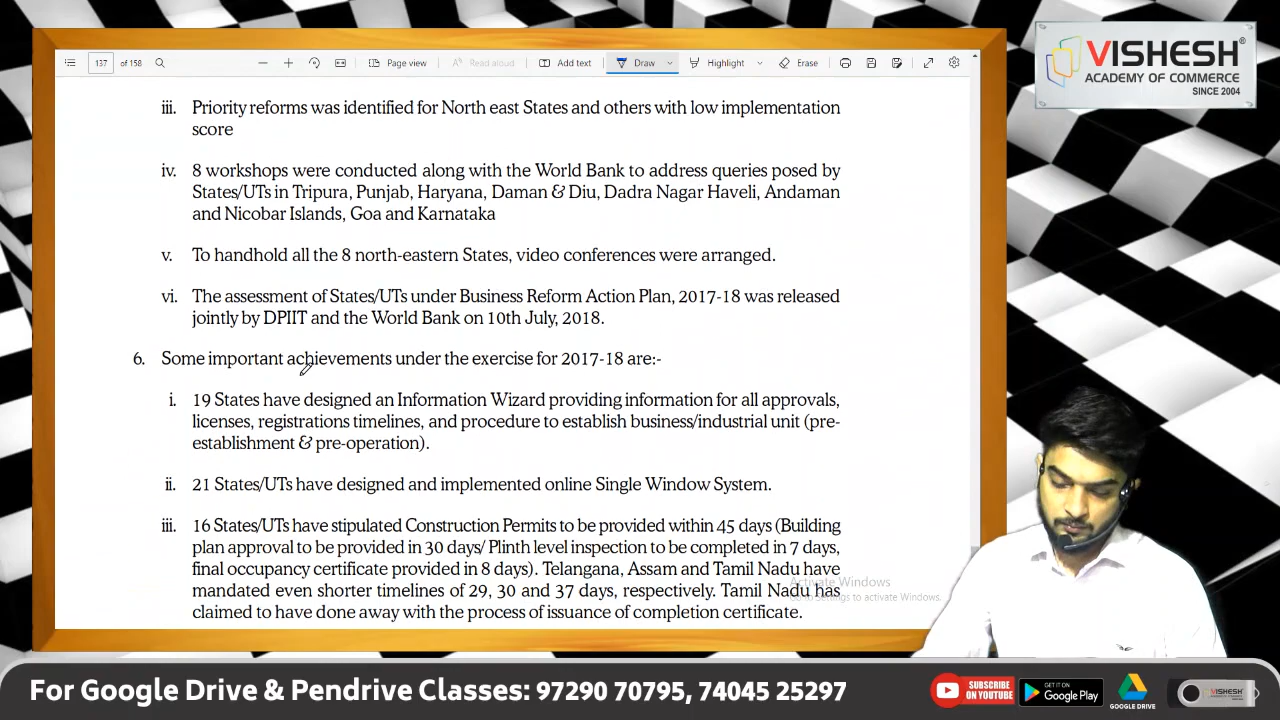 VISHESH®
ACADEMY OF COMMERCE
SINCE 2004
137 of 158 Page view Read aloud Add text Draw Highlight Erase
iii. Priority reforms was identified for North east States and others with low implementation
score
iv. 8 workshops were conducted along with the World Bank to address queries posed by
States/UTs in Tripura, Punjab, Haryana, Daman & Diu, Dadra Nagar Haveli, Andaman
and Nicobar Islands, Goa and Karnataka
v. To handhold all the 8 north-eastern States, video conferences were arranged.
vi. The assessment of States/UTs under Business Reform Action Plan, 2017-18 was released
jointly by DPIIT and the World Bank on 10th July, 2018.
6. Some important achievements under the exercise for 2017-18 are:-
i. 19 States have designed an Information Wizard providing information for all approvals,
licenses, registrations timelines, and procedure to establish business/industrial unit (pre-
establishment & pre-operation).
ii. 21 States/UTs have designed and implemented online Single Window System.
iii. 16 States/UTs have stipulated Construction Permits to be provided within 45 days (Building
plan approval to be provided in 30 days/ Plinth level inspection to be completed in 7 days,
final occupancy certificate provided in 8 days). Telangana, Assam and Tamil Nadu have
mandated even shorter timelines of 29, 30 and 37 days, respectively. Tamil Nadu has
claimed to have done away with the process of issuance of completion certificate.
Activate Windows
Go to Settings to activate Windows.
For Google Drive & Pendrive Classes: 97290 70795, 74045 25297
SUBSCRIBE
ON YOUTUBE
GET IT ON
Google Play
GOOGLE DRIVE
VISHESH